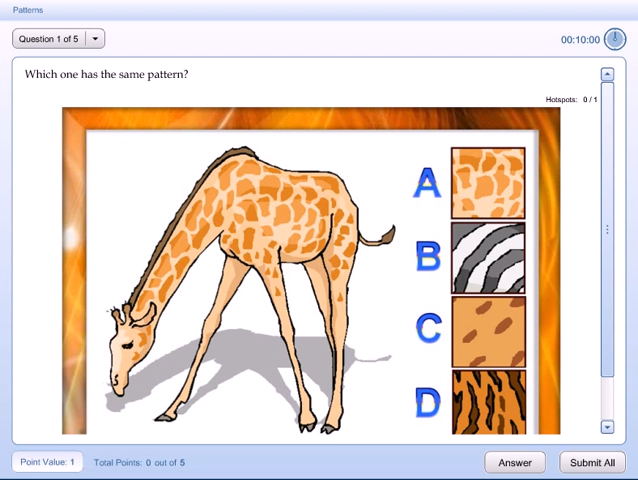 Patterns
Question 1 of 5
00:10:00
Which one has the same pattern?
Hotspots: 0 / 1
A
B
C
D
Point Value: 1 Total Points: 0 out of 5
Answer
Submit All